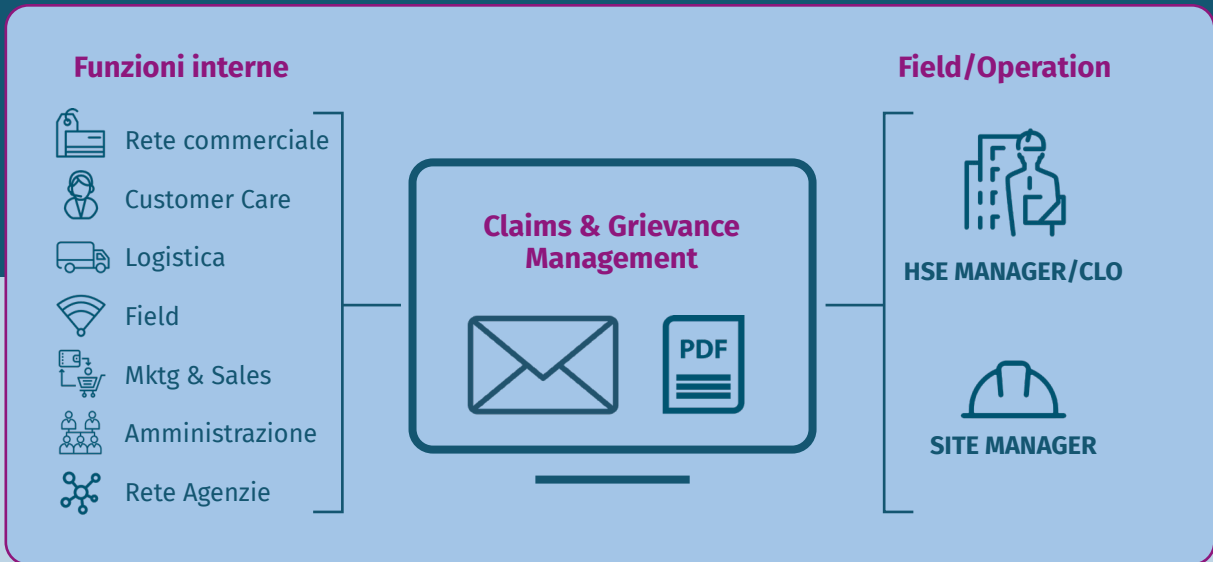 Funzioni interne
Rete commerciale
Customer Care
Logistica
Field
Mktg & Sales
Amministrazione
Rete Agenzie
Claims & Grievance
Management
PDF
Field/Operation
HSE MANAGER/CLO
SITE MANAGER